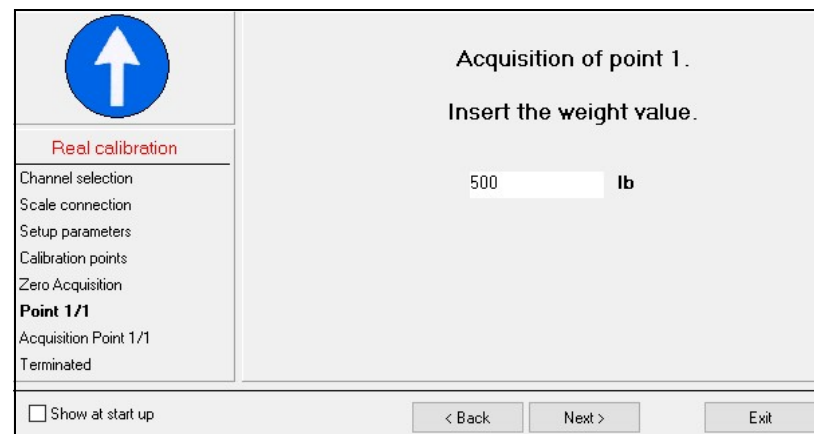 Real calibration
Channel selection
Scale connection
Setup parameters
Calibration points
Zero Acquisition
Point 1/1
Acquisition Point 1/1
Terminated
Acquisition of point 1.
Insert the weight value.
500 lb
Show at start up
< Back
Next >
Exit